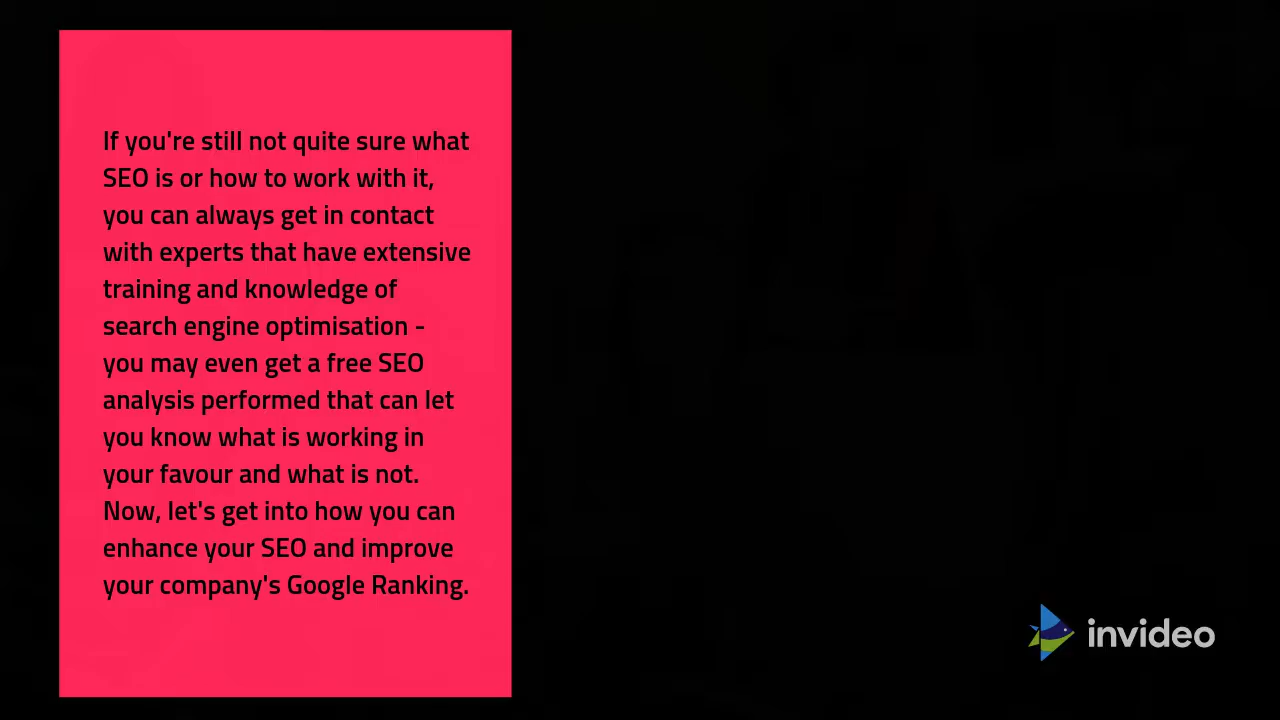 If you're still not quite sure what
SEO is or how to work with it,
you can always get in contact
with experts that have extensive
training and knowledge of
search engine optimisation -
you may even get a free SEO
analysis performed that can let
you know what is working in
your favour and what is not.
Now, let's get into how you can
enhance your SEO and improve
your company's Google Ranking.
invideo